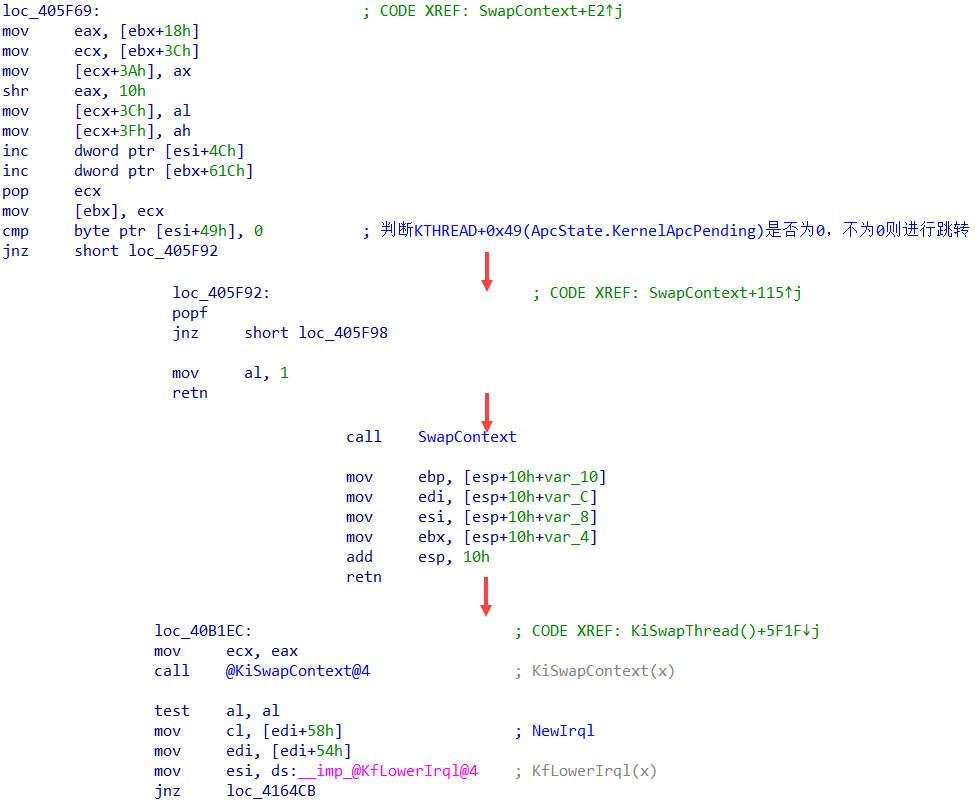 loc_405F69: ; CODE XREF: SwapContext+E2↑j
mov eax, [ebx+18h]
mov ecx, [ebx+3Ch]
mov [ecx+3Ah], ax
shr eax, 10h
mov [ecx+3Ch], al
mov [ecx+3Fh], ah
inc dword ptr [esi+4Ch]
inc dword ptr [ebx+61Ch]
pop ecx
mov [ebx], ecx
cmp byte ptr [esi+49h], 0 ; 判断KTHREAD+0x49(ApcState.KernelApcPending)是否为0，不为0则进行跳转
jnz short loc_405F92
loc_405F92: ; CODE XREF: SwapContext+115↑j
popf
jnz short loc_405F98
mov al, 1
retn
call SwapContext
mov ebp, [esp+10h+var_10]
mov edi, [esp+10h+var_C]
mov esi, [esp+10h+var_8]
mov ebx, [esp+10h+var_4]
add esp, 10h
retn
loc_40B1EC: ; CODE XREF: KiSwapThread()+5F1F↓j
mov ecx, eax
call @KiSwapContext@4 ; KiSwapContext(x)
test al, al
mov cl, [edi+58h] ; NewIrql
mov edi, [edi+54h]
mov esi, ds:__imp_@KfLowerIrql@4 ; KfLowerIrql(x)
jnz loc_4164CB